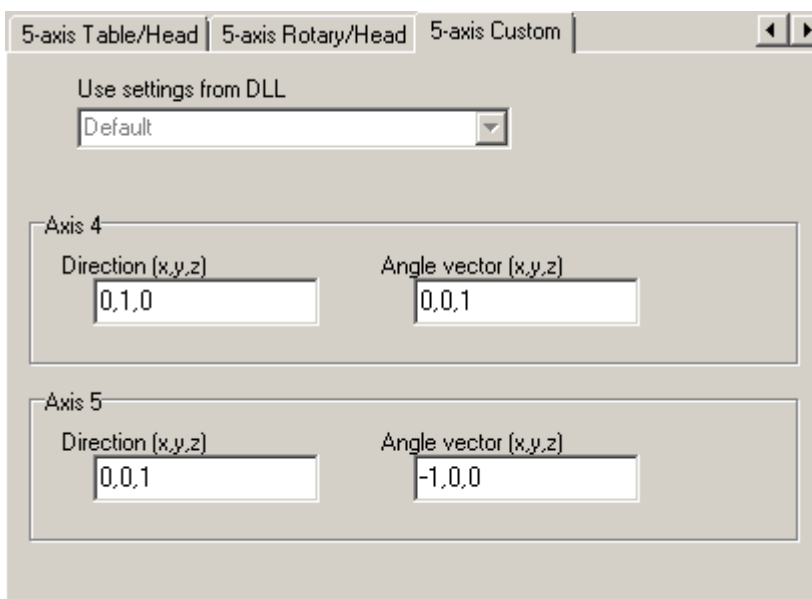 5-axis Table/Head 5-axis Rotary/Head 5-axis Custom
Use settings from DLL
Default
Axis 4
Direction (x,y,z) Angle vector (x,y,z)
0,1,0 0,0,1
Axis 5
Direction (x,y,z) Angle vector (x,y,z)
0,0,1 -1,0,0